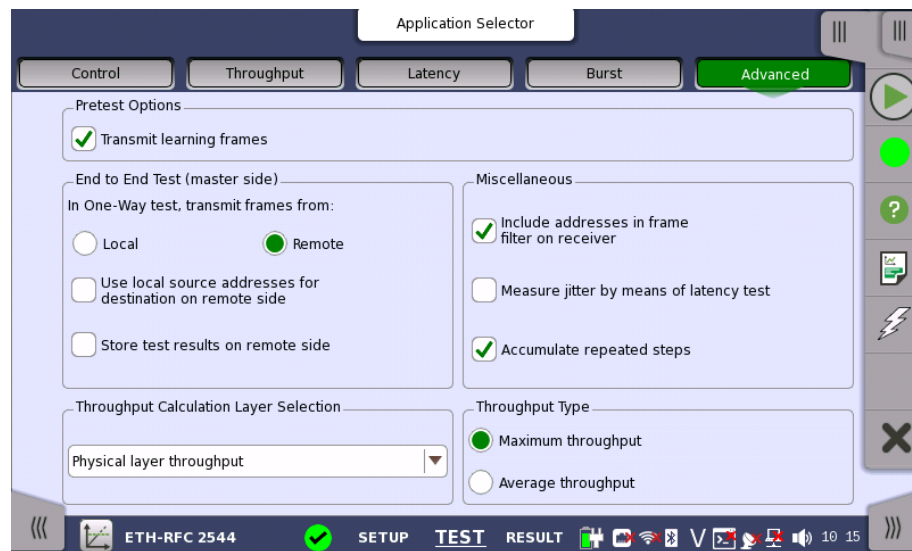 Application Selector
Control
Throughput
Latency
Burst
Advanced
Pretest Options
Transmit learning frames
End to End Test (master side)
In One-Way test, transmit frames from:
Local
Remote
Use local source addresses for
destination on remote side
Store test results on remote side
Miscellaneous
Include addresses in frame
filter on receiver
Measure jitter by means of latency test
Accumulate repeated steps
Throughput Calculation Layer Selection
Physical layer throughput
Throughput Type
Maximum throughput
Average throughput
ETH-RFC 2544
SETUP
TEST
RESULT
V
10 15